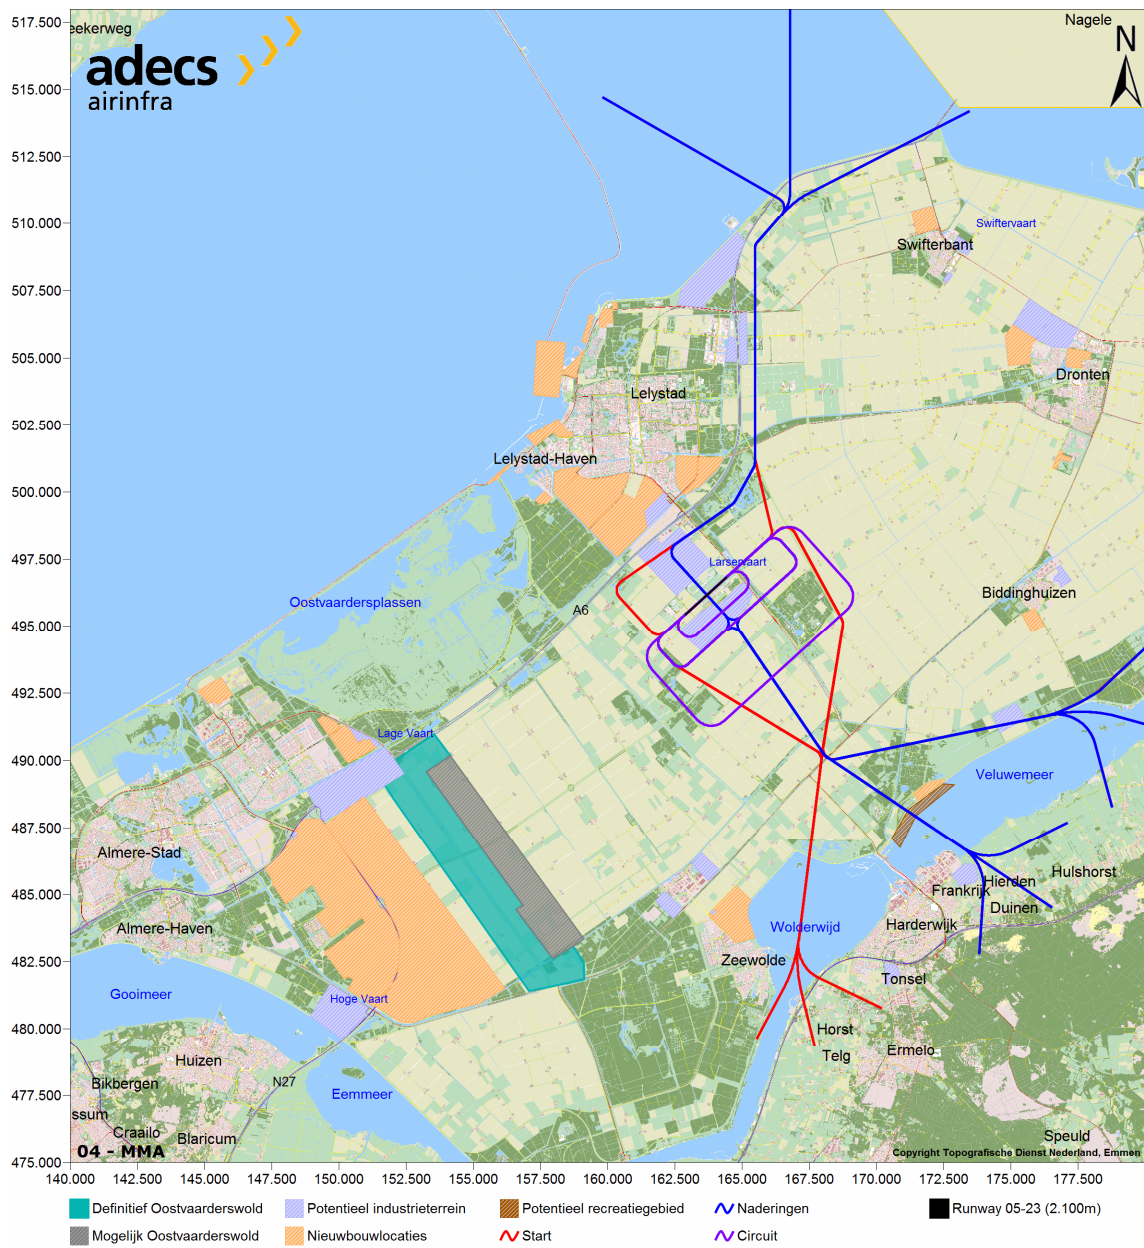 517.500
eekerweg
Nagele
N
adecs
airinfra
515.000
512.500
510.000
Swiftervaart
Swifterbant
507.500
505.000
Dronten
Lelystad
502.500
Lelystad-Haven
500.000
497.500
Larservaart
Biddinghuizen
Oostvaardersplassen
A6
495.000
492.500
Lage Vaart
490.000
Veluwemeer
487.500
Almere-Stad
Hulshorst
Hierden
485.000
Frankrijk
Duinen
Almere-Haven
Wolderwijd
Harderwijk
482.500
Zeewolde
Tonsel
Gooimeer
Hoge Vaart
480.000
Horst
Telg
Ermelo
Huizen
N27
477.500
Bikbergen
Eemmeer
ssum
Craailo
Blaricum
Speuld
04 - MMA
Copyright Topografische Dienst Nederland, Emmen
475.000
140.000 142.500 145.000 147.500 150.000 152.500 155.000 157.500 160.000 162.500 165.000 167.500 170.000 172.500 175.000 177.500
Definitief Oostvaarderswold Potentieel industrieterrein Potentieel recreatiegebied Naderingen Runway 05-23 (2.100m)
Mogelijk Oostvaarderswold Nieuwbouwlocaties Start Circuit